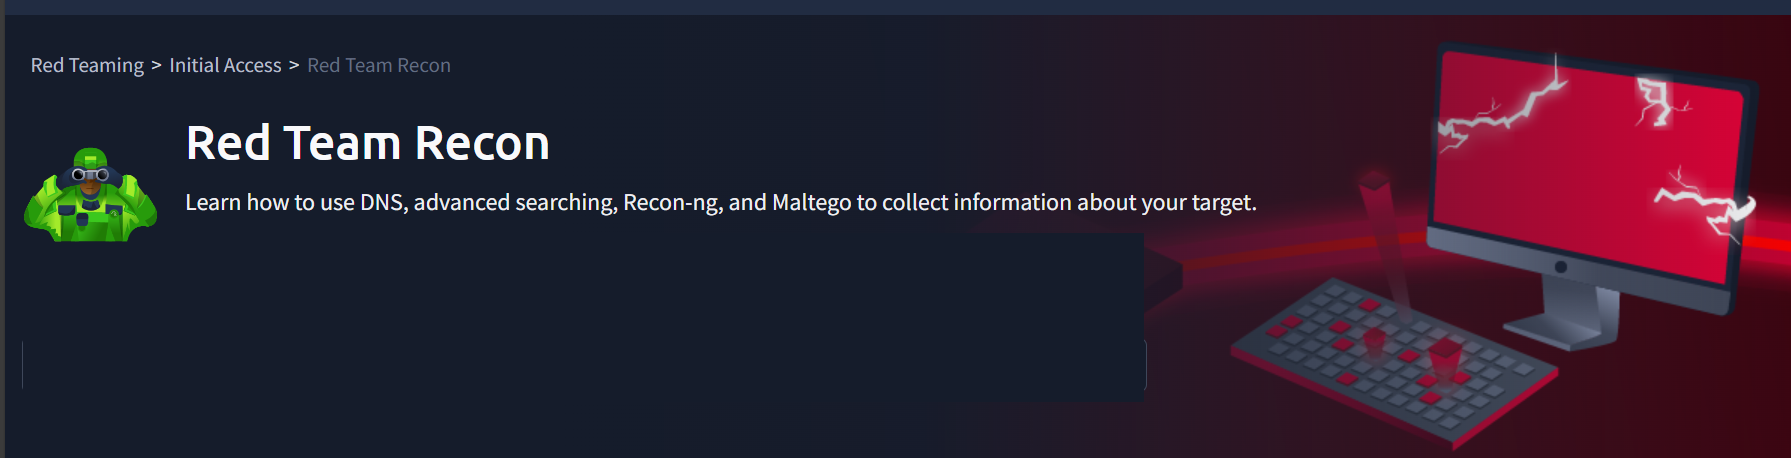 Red Teaming > Initial Access > Red Team Recon
Red Team Recon
Learn how to use DNS, advanced searching, Recon-ng, and Maltego to collect information about your target.